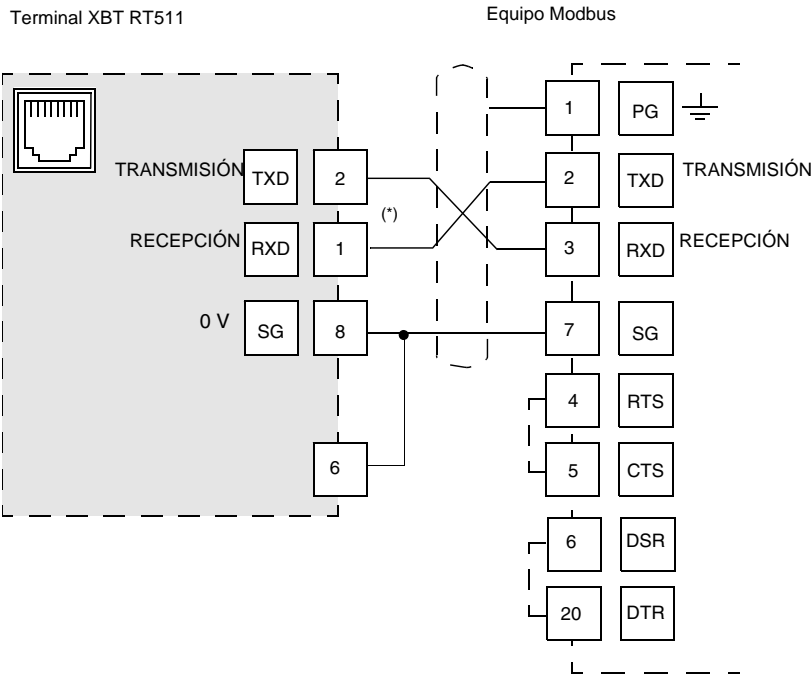 Terminal XBT RT511
Equipo Modbus
1 PG
TRANSMISIÓN TXD 2
2 TXD TRANSMISIÓN
(*)
RECEPCIÓN RXD 1
3 RXD RECEPCIÓN
0 V SG 8
7 SG
4 RTS
6
5 CTS
6 DSR
20 DTR